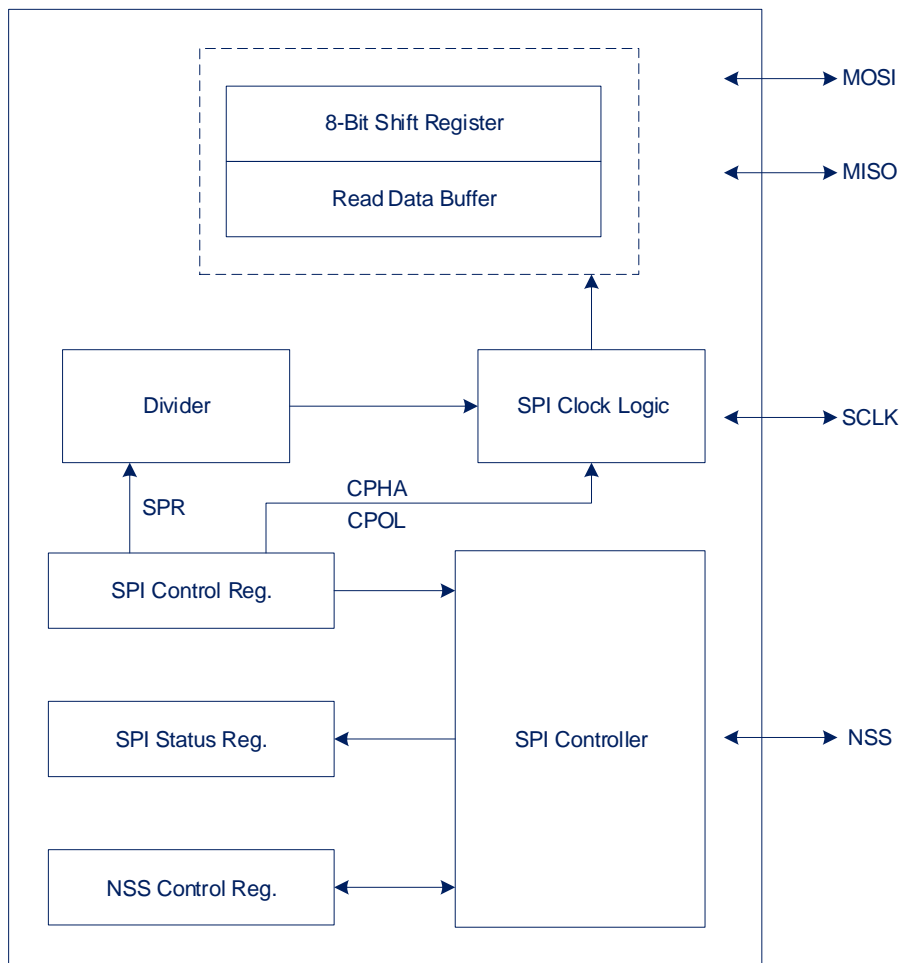 MOSI
8-Bit Shift Register
MISO
Read Data Buffer
Divider
SPI Clock Logic
SCLK
CPHA
SPR
CPOL
SPI Control Reg.
SPI Status Reg.
SPI Controller
NSS
NSS Control Reg.